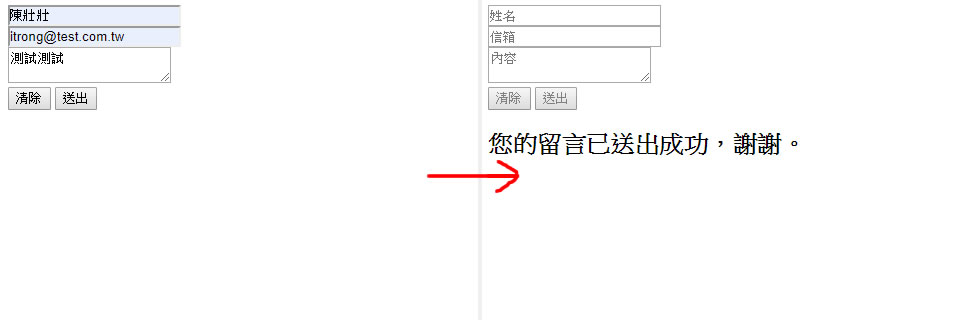 陳壯壯
itrong@test.com.tw
測試測試
清除 送出
姓名
信箱
內容
清除 送出
您的留言已送出成功，謝謝。